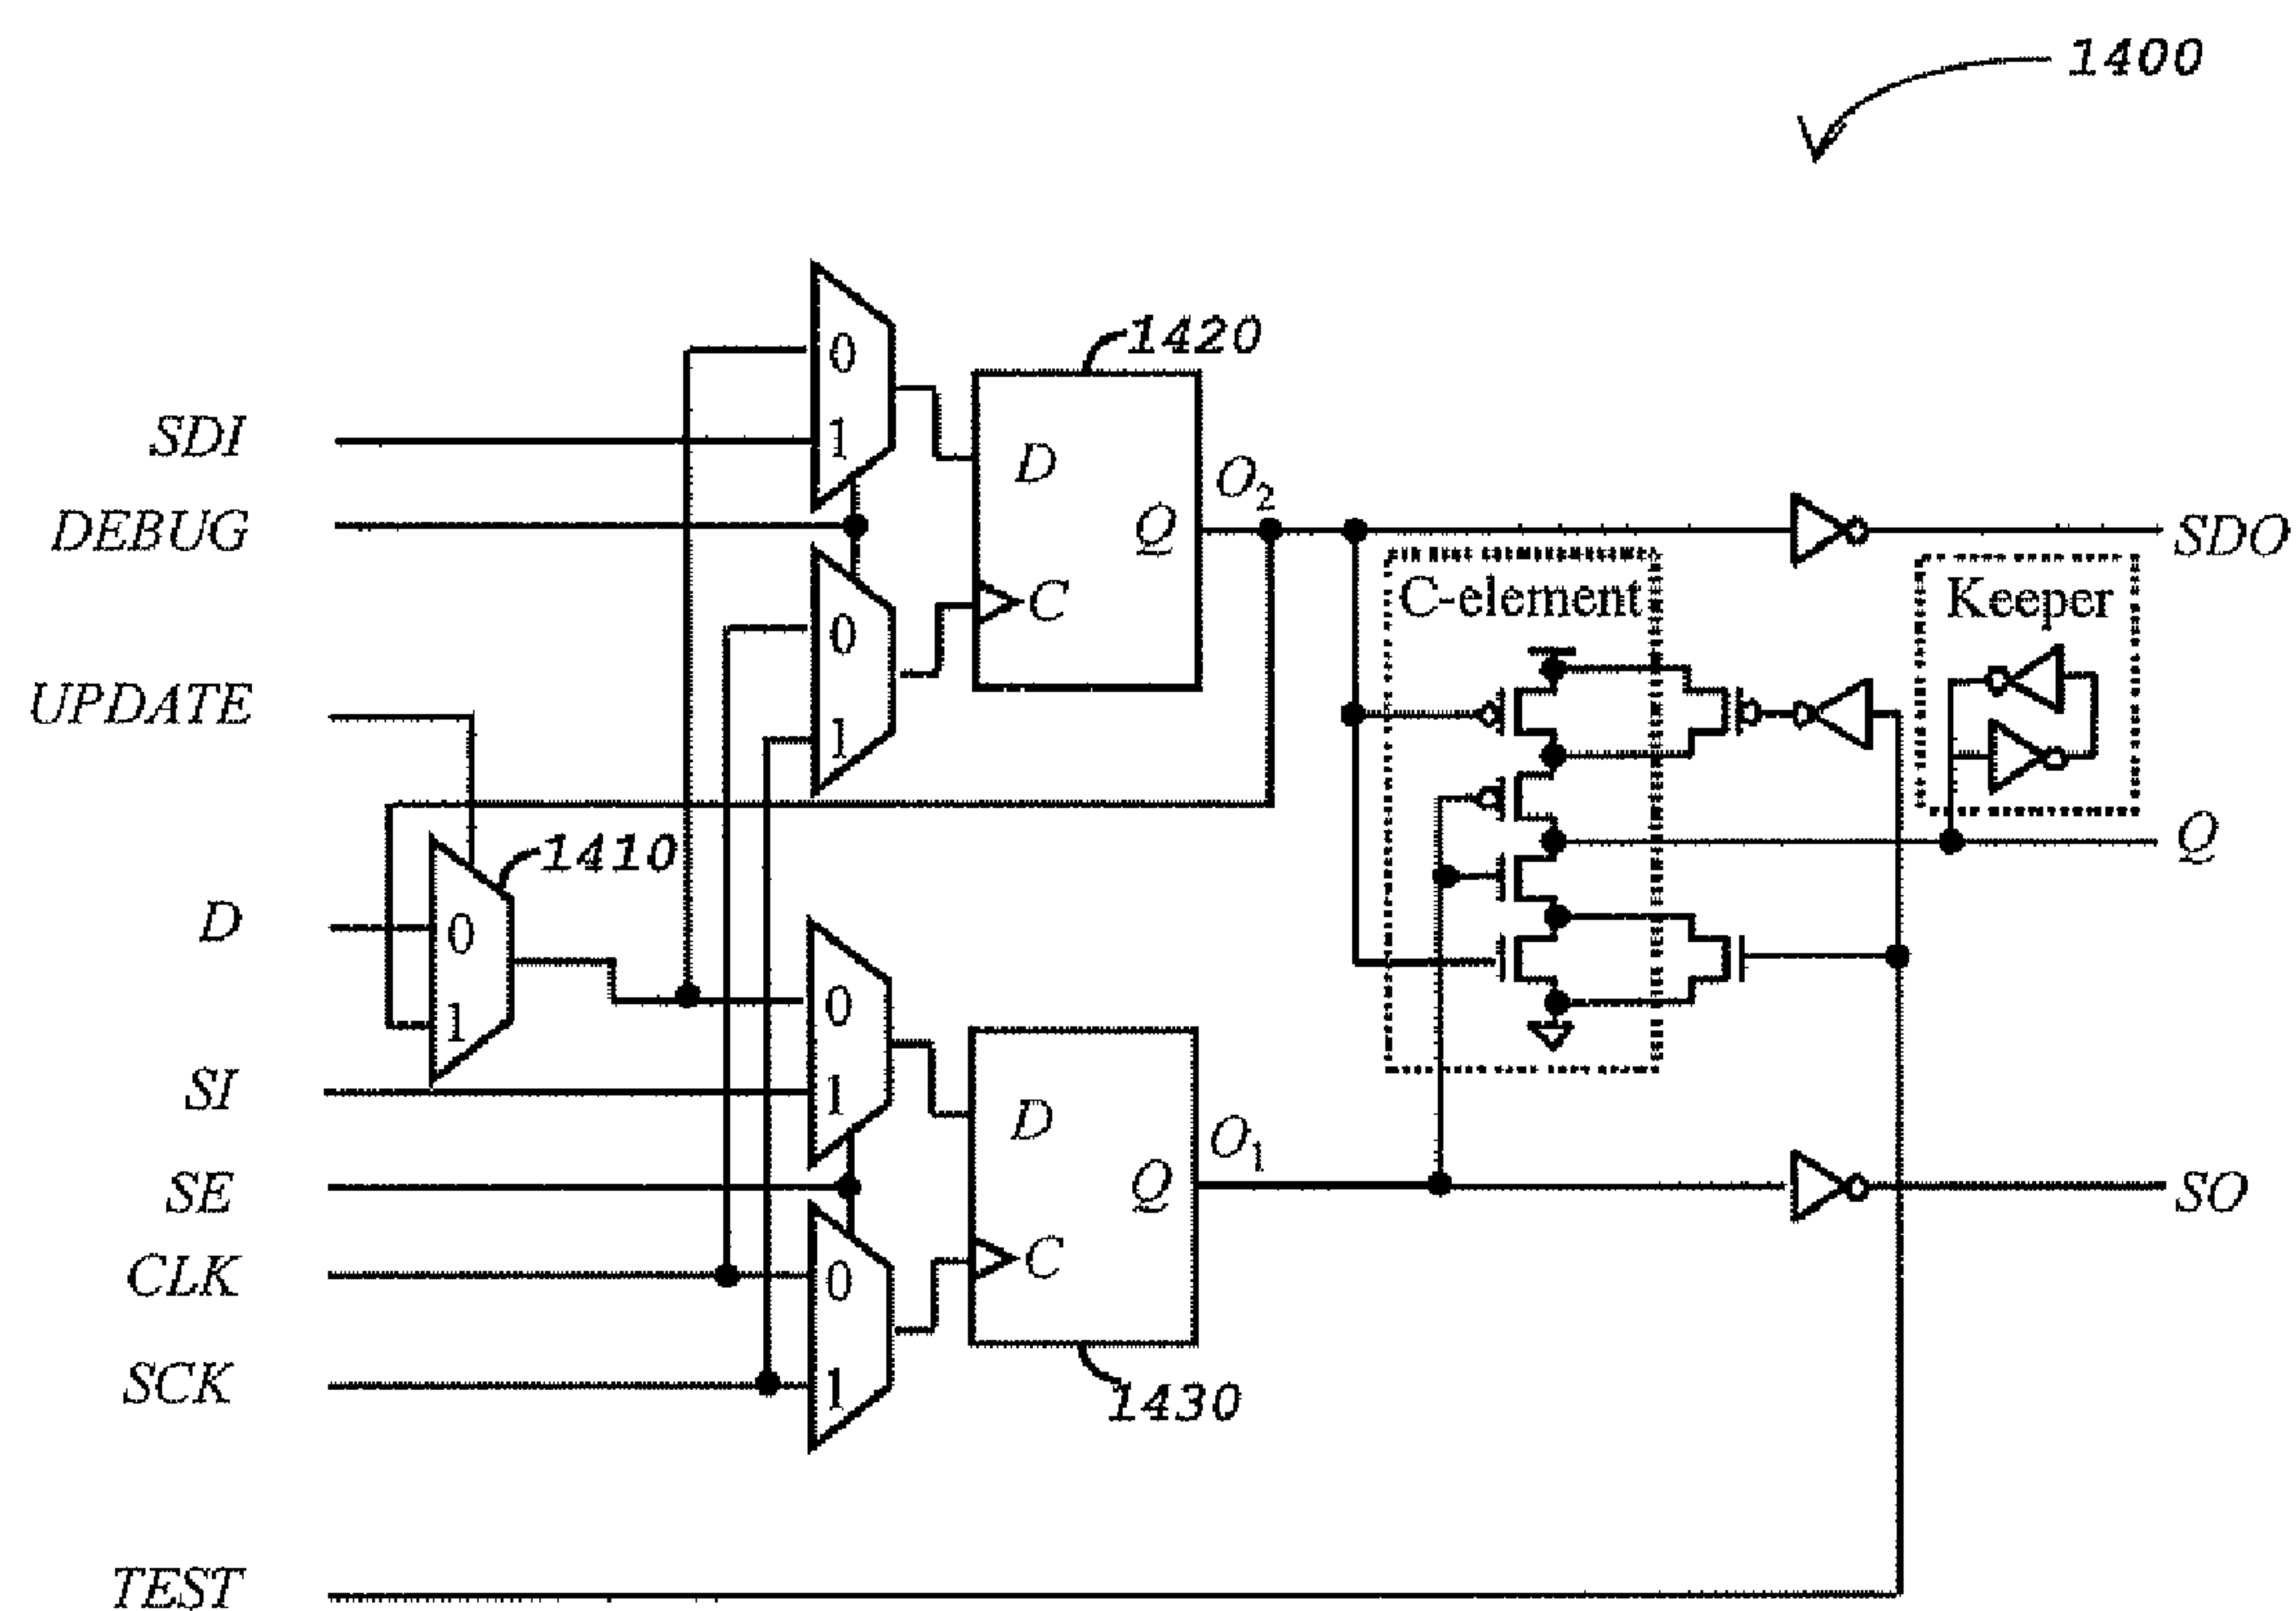 1400
1420
SDI
0
1
D
Q
C
O2
SDO
DEBUG
0
1
C-element
Keeper
UPDATE
1410
D
0
1
Q
0
1
SI
D
Q
C
O1
SO
SE
CLK
0
SCK
1
1430
TEST